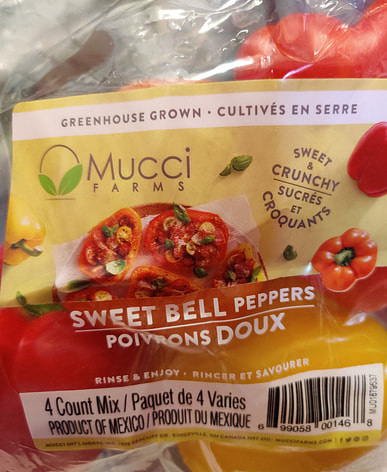 GREENHOUSE GROWN · CULTIVÉS EN SERRE
Mucci
FARMS
SWEET
& CRUNCHY
SUCRÉS
ET
CROQUANTS
SWEET BELL PEPPERS
POIVRONS DOUX
RINSE & ENJOY · RINCER ET SAVOURER
4 Count Mix / Paquet de 4 Varies
PRODUCT OF MEXICO / PRODUIT DU MEXIQUE
6 99058 00146 8
MUCCIFARMS.COM